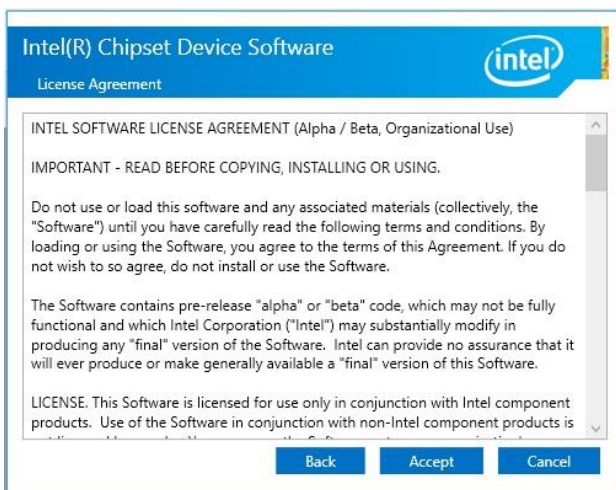 Intel(R) Chipset Device Software
intel
License Agreement
INTEL SOFTWARE LICENSE AGREEMENT (Alpha / Beta, Organizational Use)
IMPORTANT - READ BEFORE COPYING, INSTALLING OR USING.
Do not use or load this software and any associated materials (collectively, the
"Software") until you have carefully read the following terms and conditions. By
loading or using the Software, you agree to the terms of this Agreement. If you do
not wish to so agree, do not install or use the Software.
The Software contains pre-release "alpha" or "beta" code, which may not be fully
functional and which Intel Corporation ("Intel") may substantially modify in
producing any "final" version of the Software.  Intel can provide no assurance that it
will ever produce or make generally available a "final" version of this Software.
LICENSE. This Software is licensed for use only in conjunction with Intel component
products.  Use of the Software in conjunction with non-Intel component products is
Back
Accept
Cancel